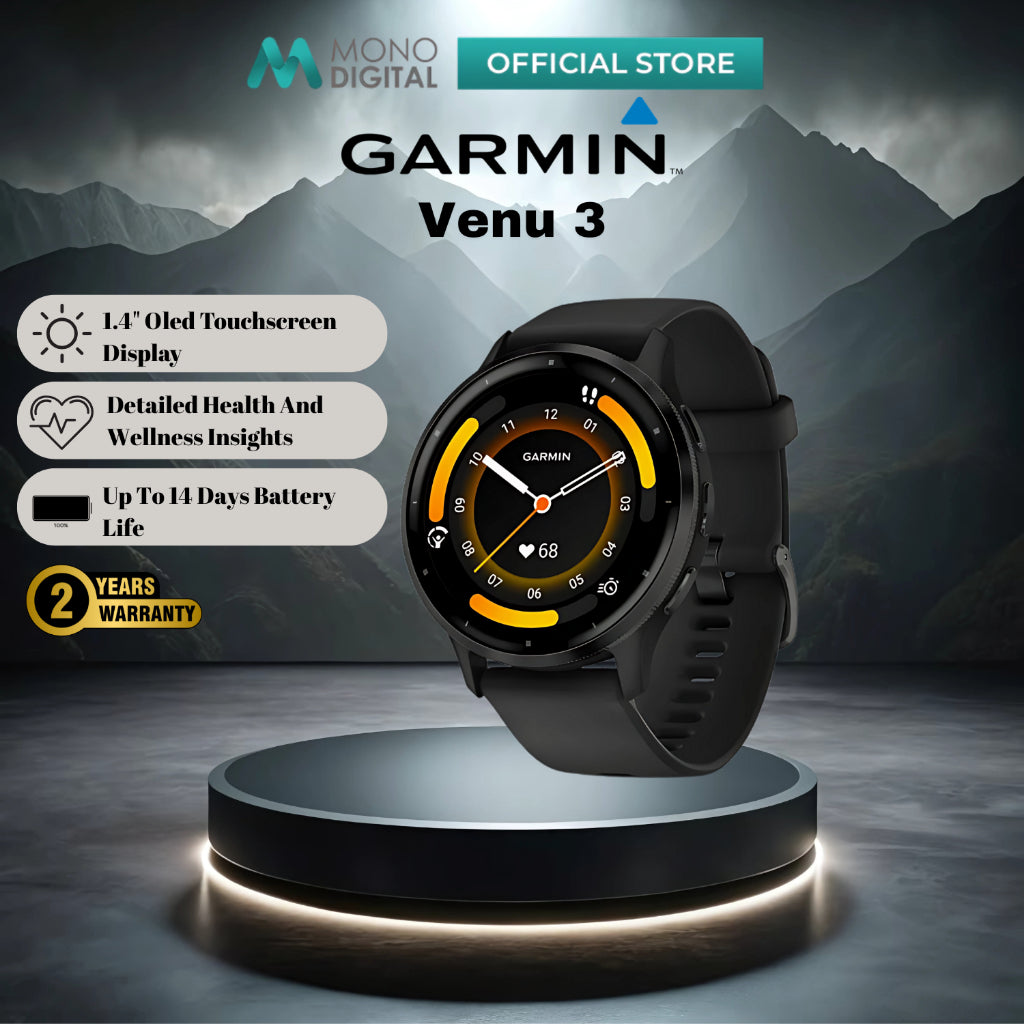 MONO
DIGITAL
OFFICIAL STORE
GARMIN™
Venu 3
1.4" Oled Touchscreen
Display
Detailed Health And
Wellness Insights
100%
Up To 14 Days Battery
Life
2 YEARS
WARRANTY
12
11
01
10
GARMIN
09
03
08
68
04
07
05
06